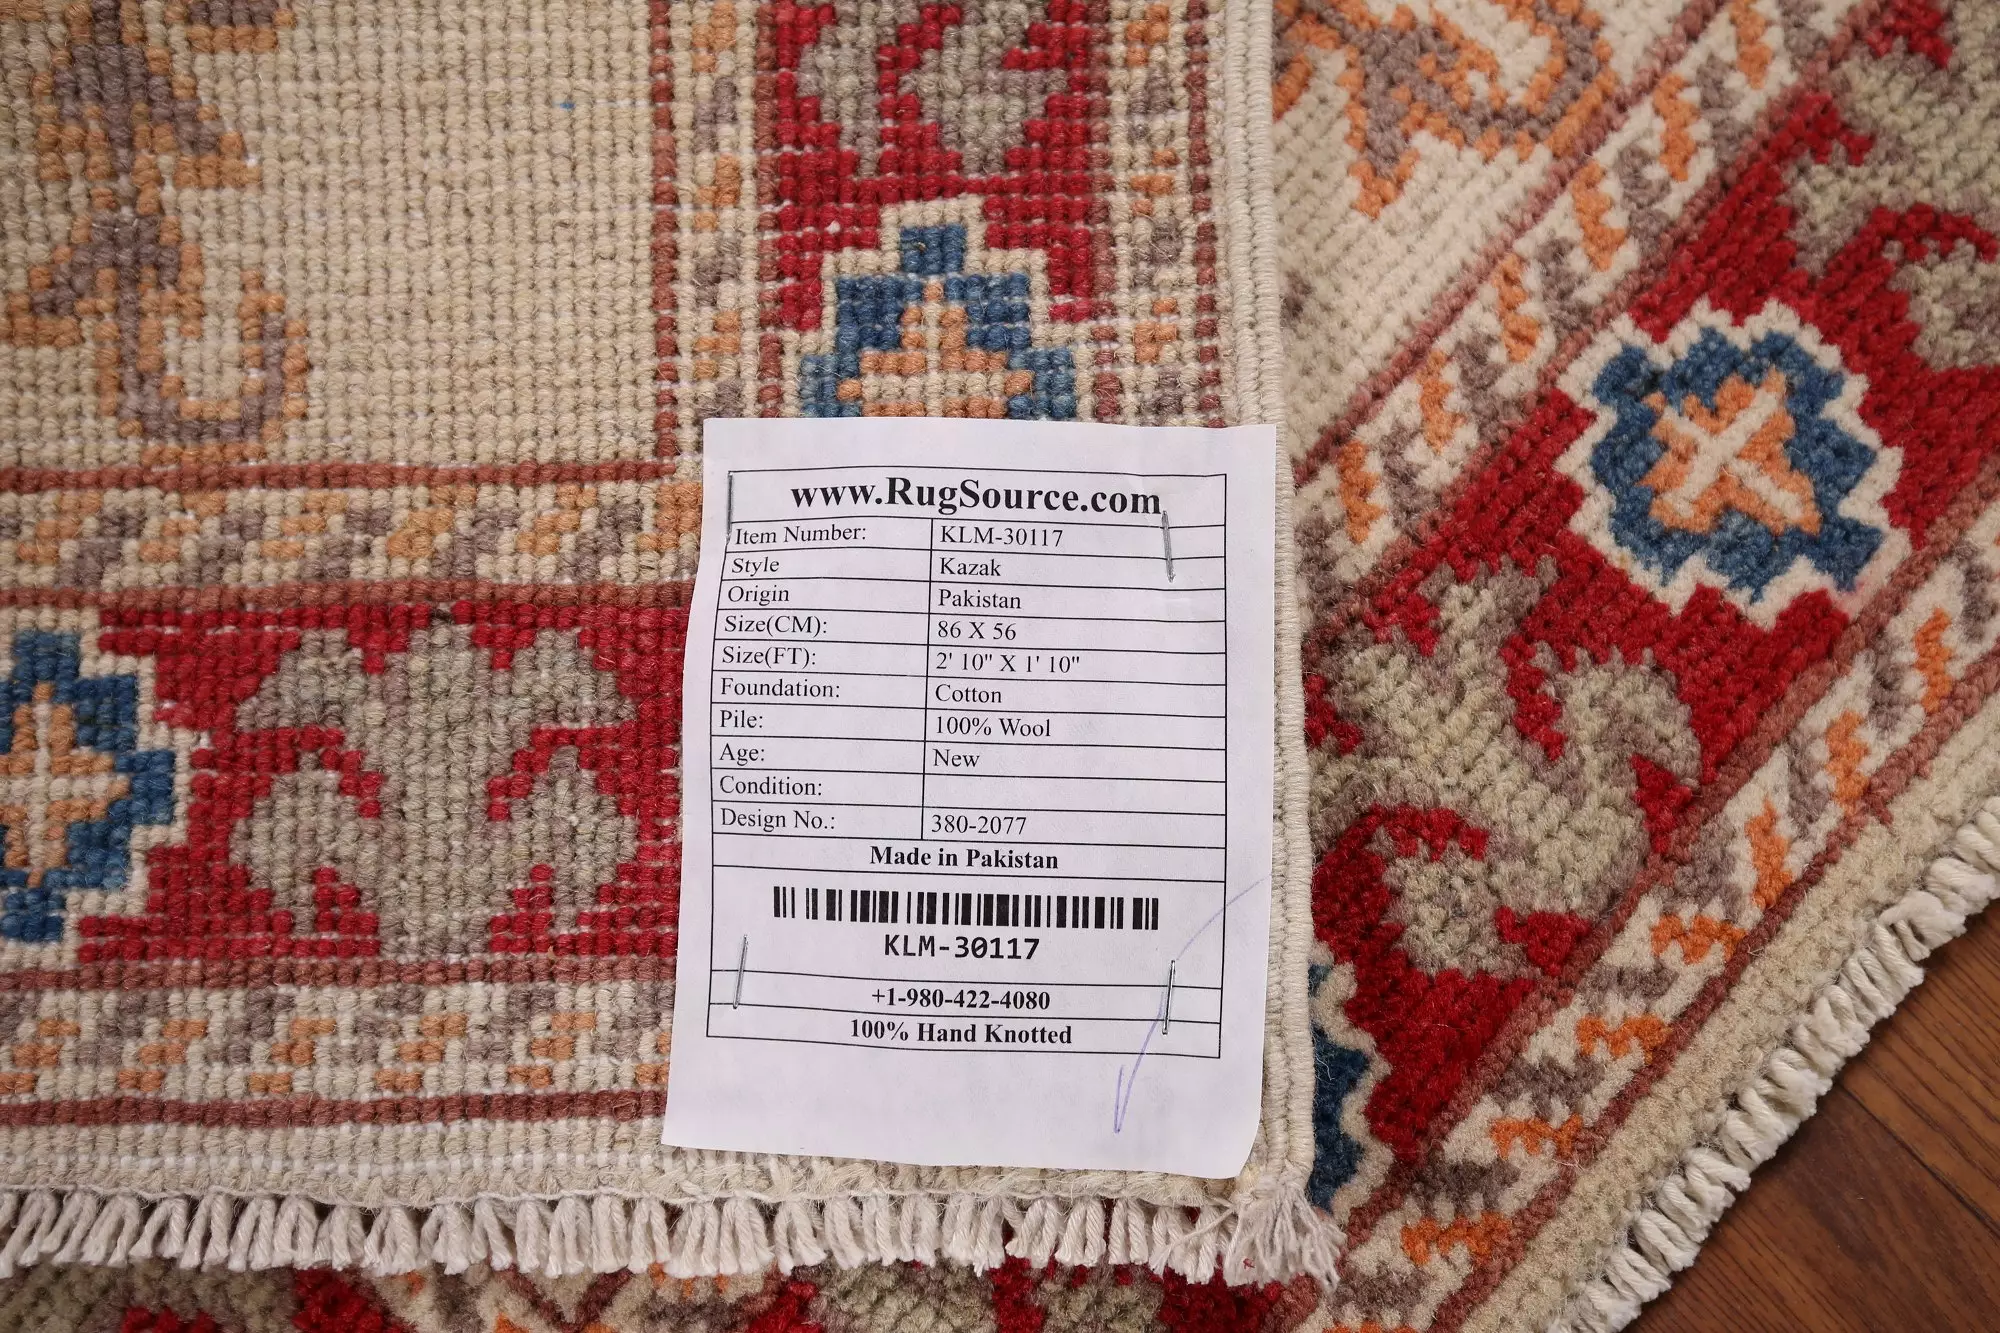 www.RugSource.com
Item Number: KLM-30117
Style Kazak
Origin Pakistan
Size(CM): 86 X 56
Size(FT): 2' 10" X 1' 10"
Foundation: Cotton
Pile: 100% Wool
Age: New
Condition:
Design No.: 380-2077
Made in Pakistan
KLM-30117
+1-980-422-4080
100% Hand Knotted